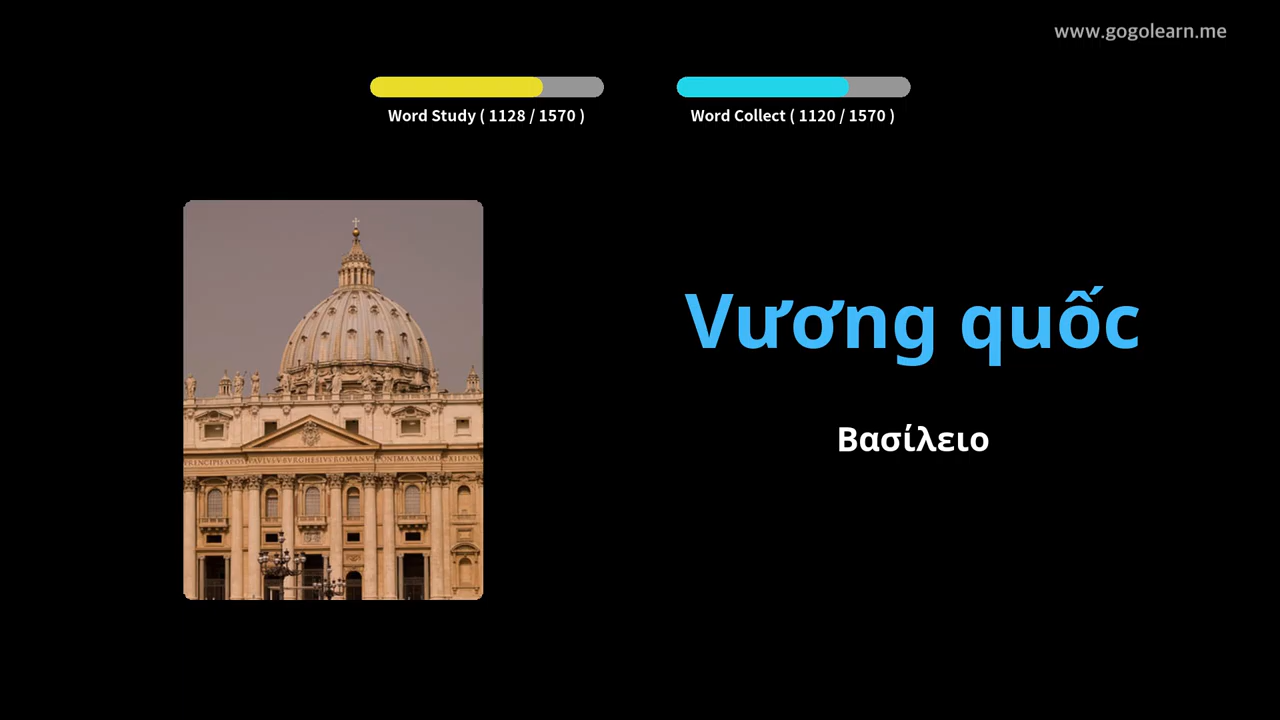 www.gogolearn.me
Word Study ( 1128 / 1570 )
Word Collect ( 1120 / 1570 )
Vương quốc
Βασίλειο